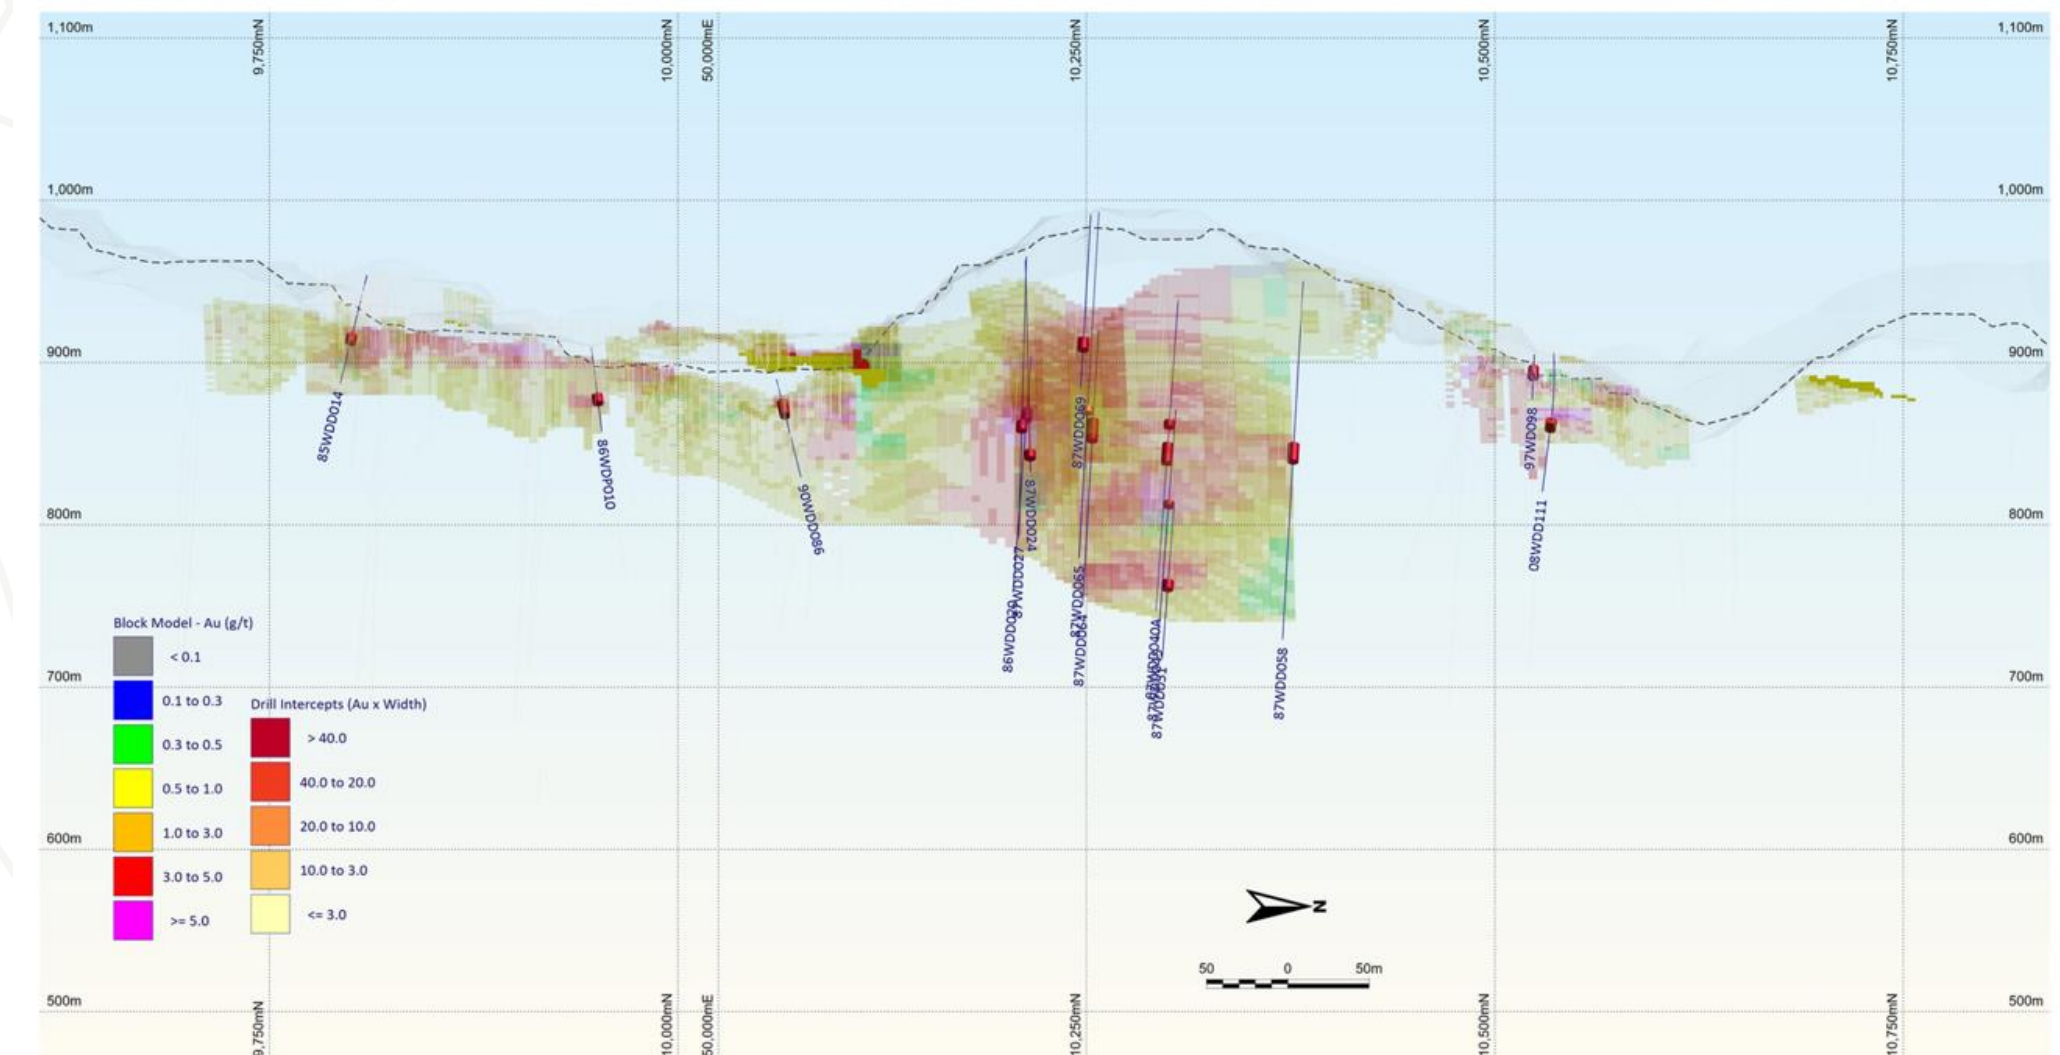 1,100m
9,750mN
10,000mN
50,000mE
10,250mN
10,500mN
10,750mN
1,100m
1,000m
1,000m
900m
900m
85WDD014
86WDP010
90WDD086
87WDD069
87WDD024
87WDD027
86WDD020
87WDD065
87WDD064
87WDD040A
87WDD051
87WDD058
97WD098
08WDD111
800m
800m
700m
700m
Block Model - Au (g/t)
< 0.1
0.1 to 0.3
0.3 to 0.5
0.5 to 1.0
1.0 to 3.0
3.0 to 5.0
>= 5.0
Drill Intercepts (Au x Width)
> 40.0
40.0 to 20.0
20.0 to 10.0
10.0 to 3.0
<= 3.0
600m
600m
N
50 0 50m
500m
500m
9,750mN
10,000mN
50,000mE
10,250mN
10,500mN
10,750mN